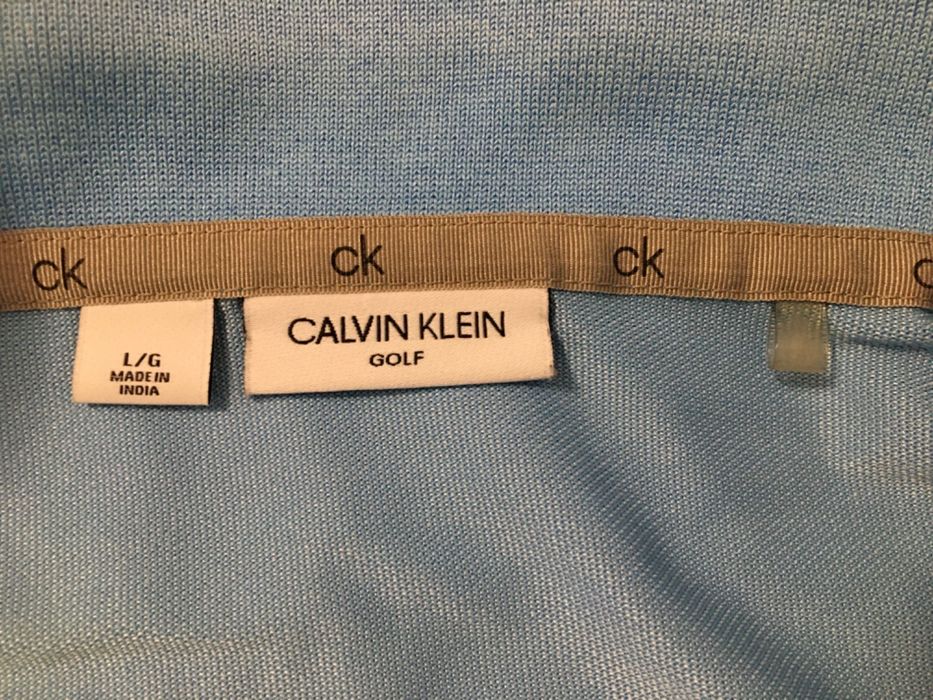 ck ck ck
CALVIN KLEIN
GOLF
L/G
MADE IN
INDIA